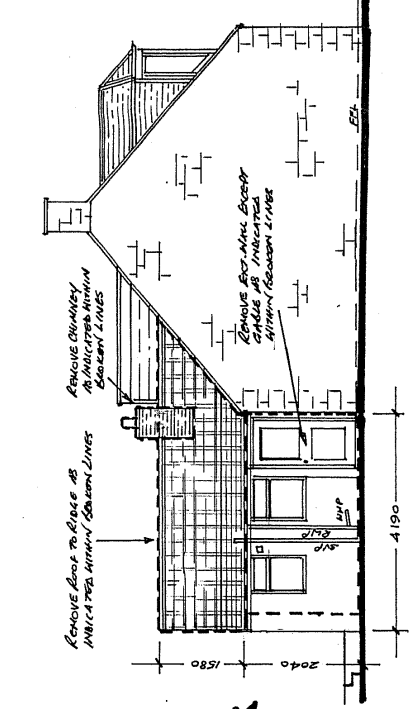 REMOVE ROOF TO RIDGE AS
INDICATED WITHIN BROKEN LINES
REMOVE CHIMNEY
AS INDICATED WITHIN
BROKEN LINES
REMOVE EXT. WALL EXCEPT
GABLE AS INDICATED
WITHIN BROKEN LINES
FFL
1580
2040
SVP
RWP
WHP
4190